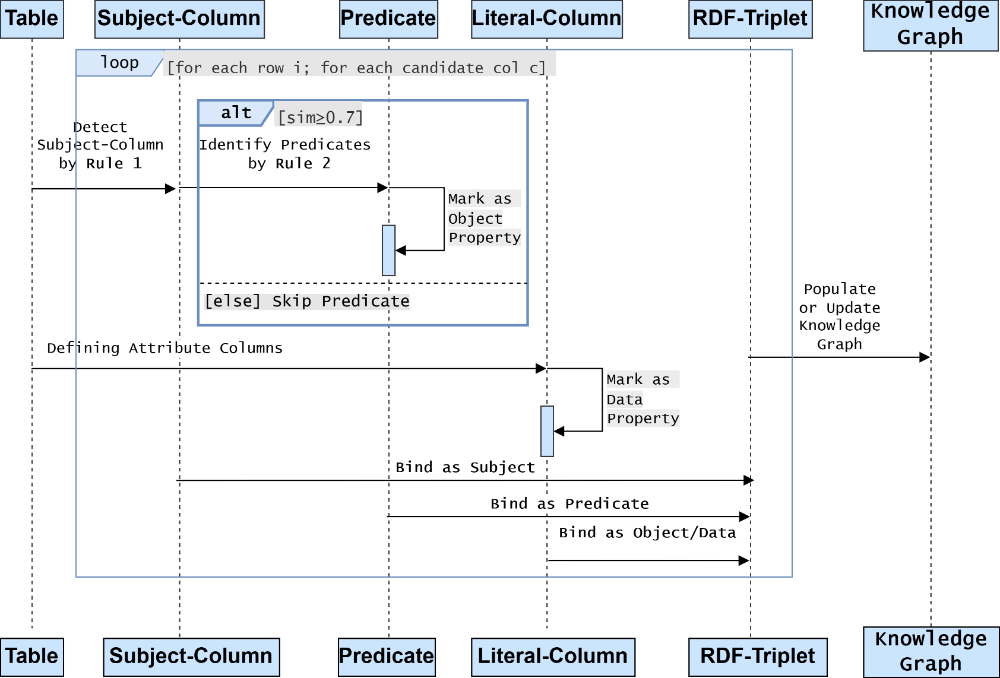 Table
Subject-Column
Predicate
Literal-Column
RDF-Triplet
Knowledge
Graph
loop
[for each row i; for each candidate col c]
alt
[sim≥0.7]
Detect
Subject-Column
by Rule 1
Identify Predicates
by Rule 2
Mark as
Object
Property
[else] Skip Predicate
Populate
or Update
Knowledge
Graph
Defining Attribute Columns
Mark as
Data
Property
Bind as Subject
Bind as Predicate
Bind as Object/Data
Table
Subject-Column
Predicate
Literal-Column
RDF-Triplet
Knowledge
Graph